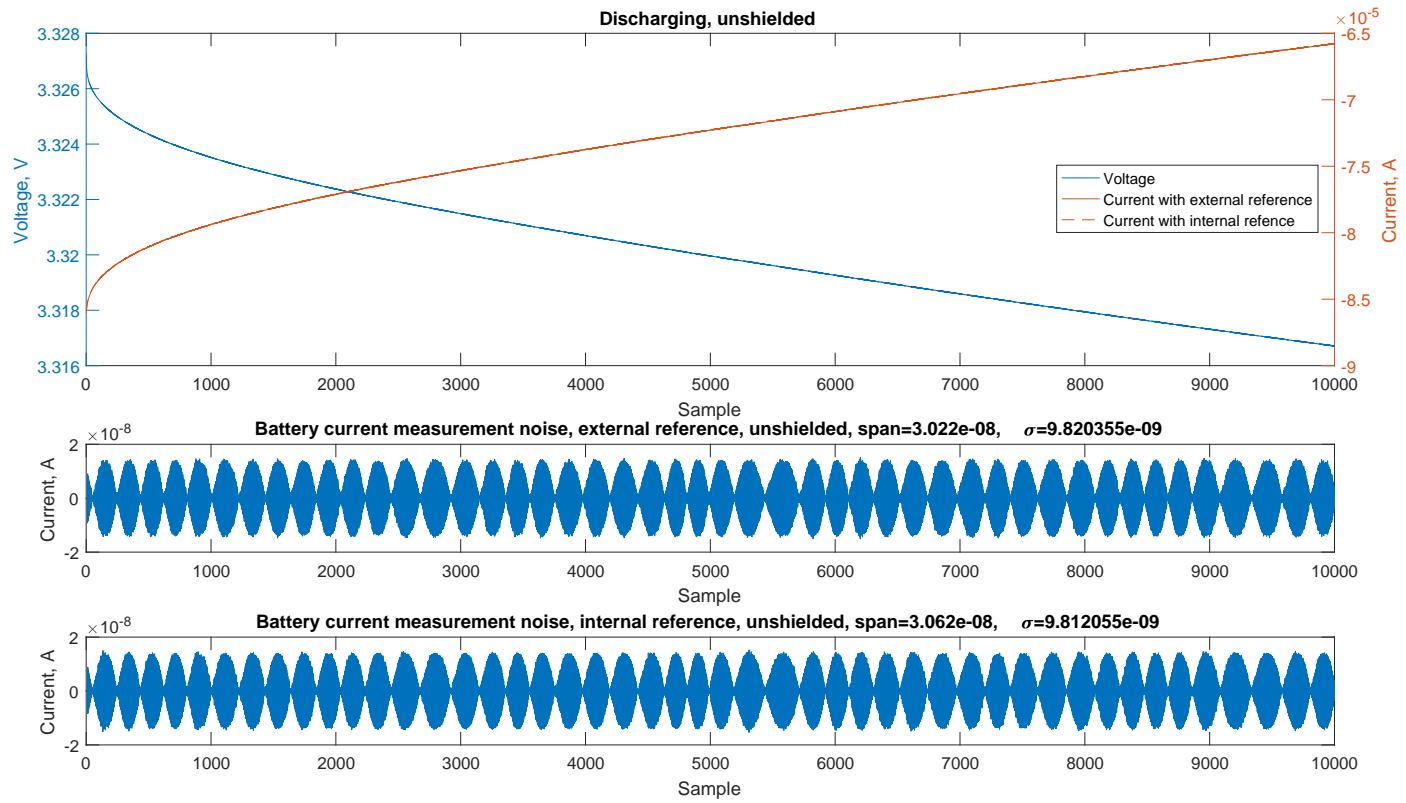 Discharging, unshielded
×10-5
3.328
3.326
3.324
3.322
3.32
3.318
3.316
Voltage, V
-6.5
-7
-7.5
-8
-8.5
-9
Current, A
Voltage
Current with external reference
Current with internal refence
0 1000 2000 3000 4000 5000 6000 7000 8000 9000 10000
Sample
Battery current measurement noise, external reference, unshielded, span=3.022e-08, σ=9.820355e-09
×10-8
2
0
-2
Current, A
0 1000 2000 3000 4000 5000 6000 7000 8000 9000 10000
Sample
Battery current measurement noise, internal reference, unshielded, span=3.062e-08, σ=9.812055e-09
×10-8
2
0
-2
Current, A
0 1000 2000 3000 4000 5000 6000 7000 8000 9000 10000
Sample